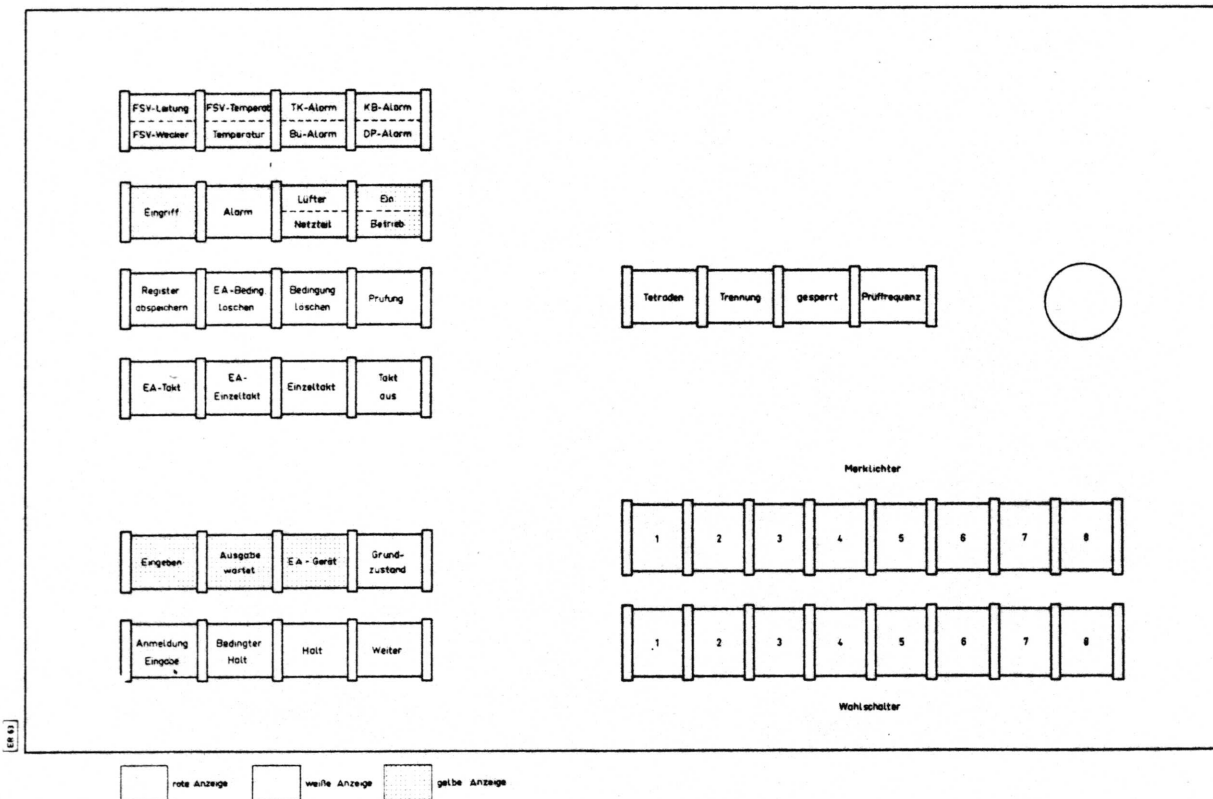 FSV-Leitung FSV-Temperat TK-Alarm KB-Alarm
FSV-Wecker Temperatur Bü-Alarm DP-Alarm
Eingriff Alarm Lüfter Ein
Netzteil Betrieb
Register EA-Beding Bedingung Prüfung
abspeichern Löschen löschen
Tetraden Trennung gesperrt Prüffrequenz
EA-Takt EA- Einzeltakt Takt
Einzeltakt aus
Merklichter
1 2 3 4 5 6 7 8
Eingeben Ausgabe EA - Gerät Grund-
wartet zustand
Anmeldung Bedingter Halt Weiter
Eingabe Halt
1 2 3 4 5 6 7 8
Wahlschalter
ER 63
rote Anzeige weiße Anzeige gelbe Anzeige